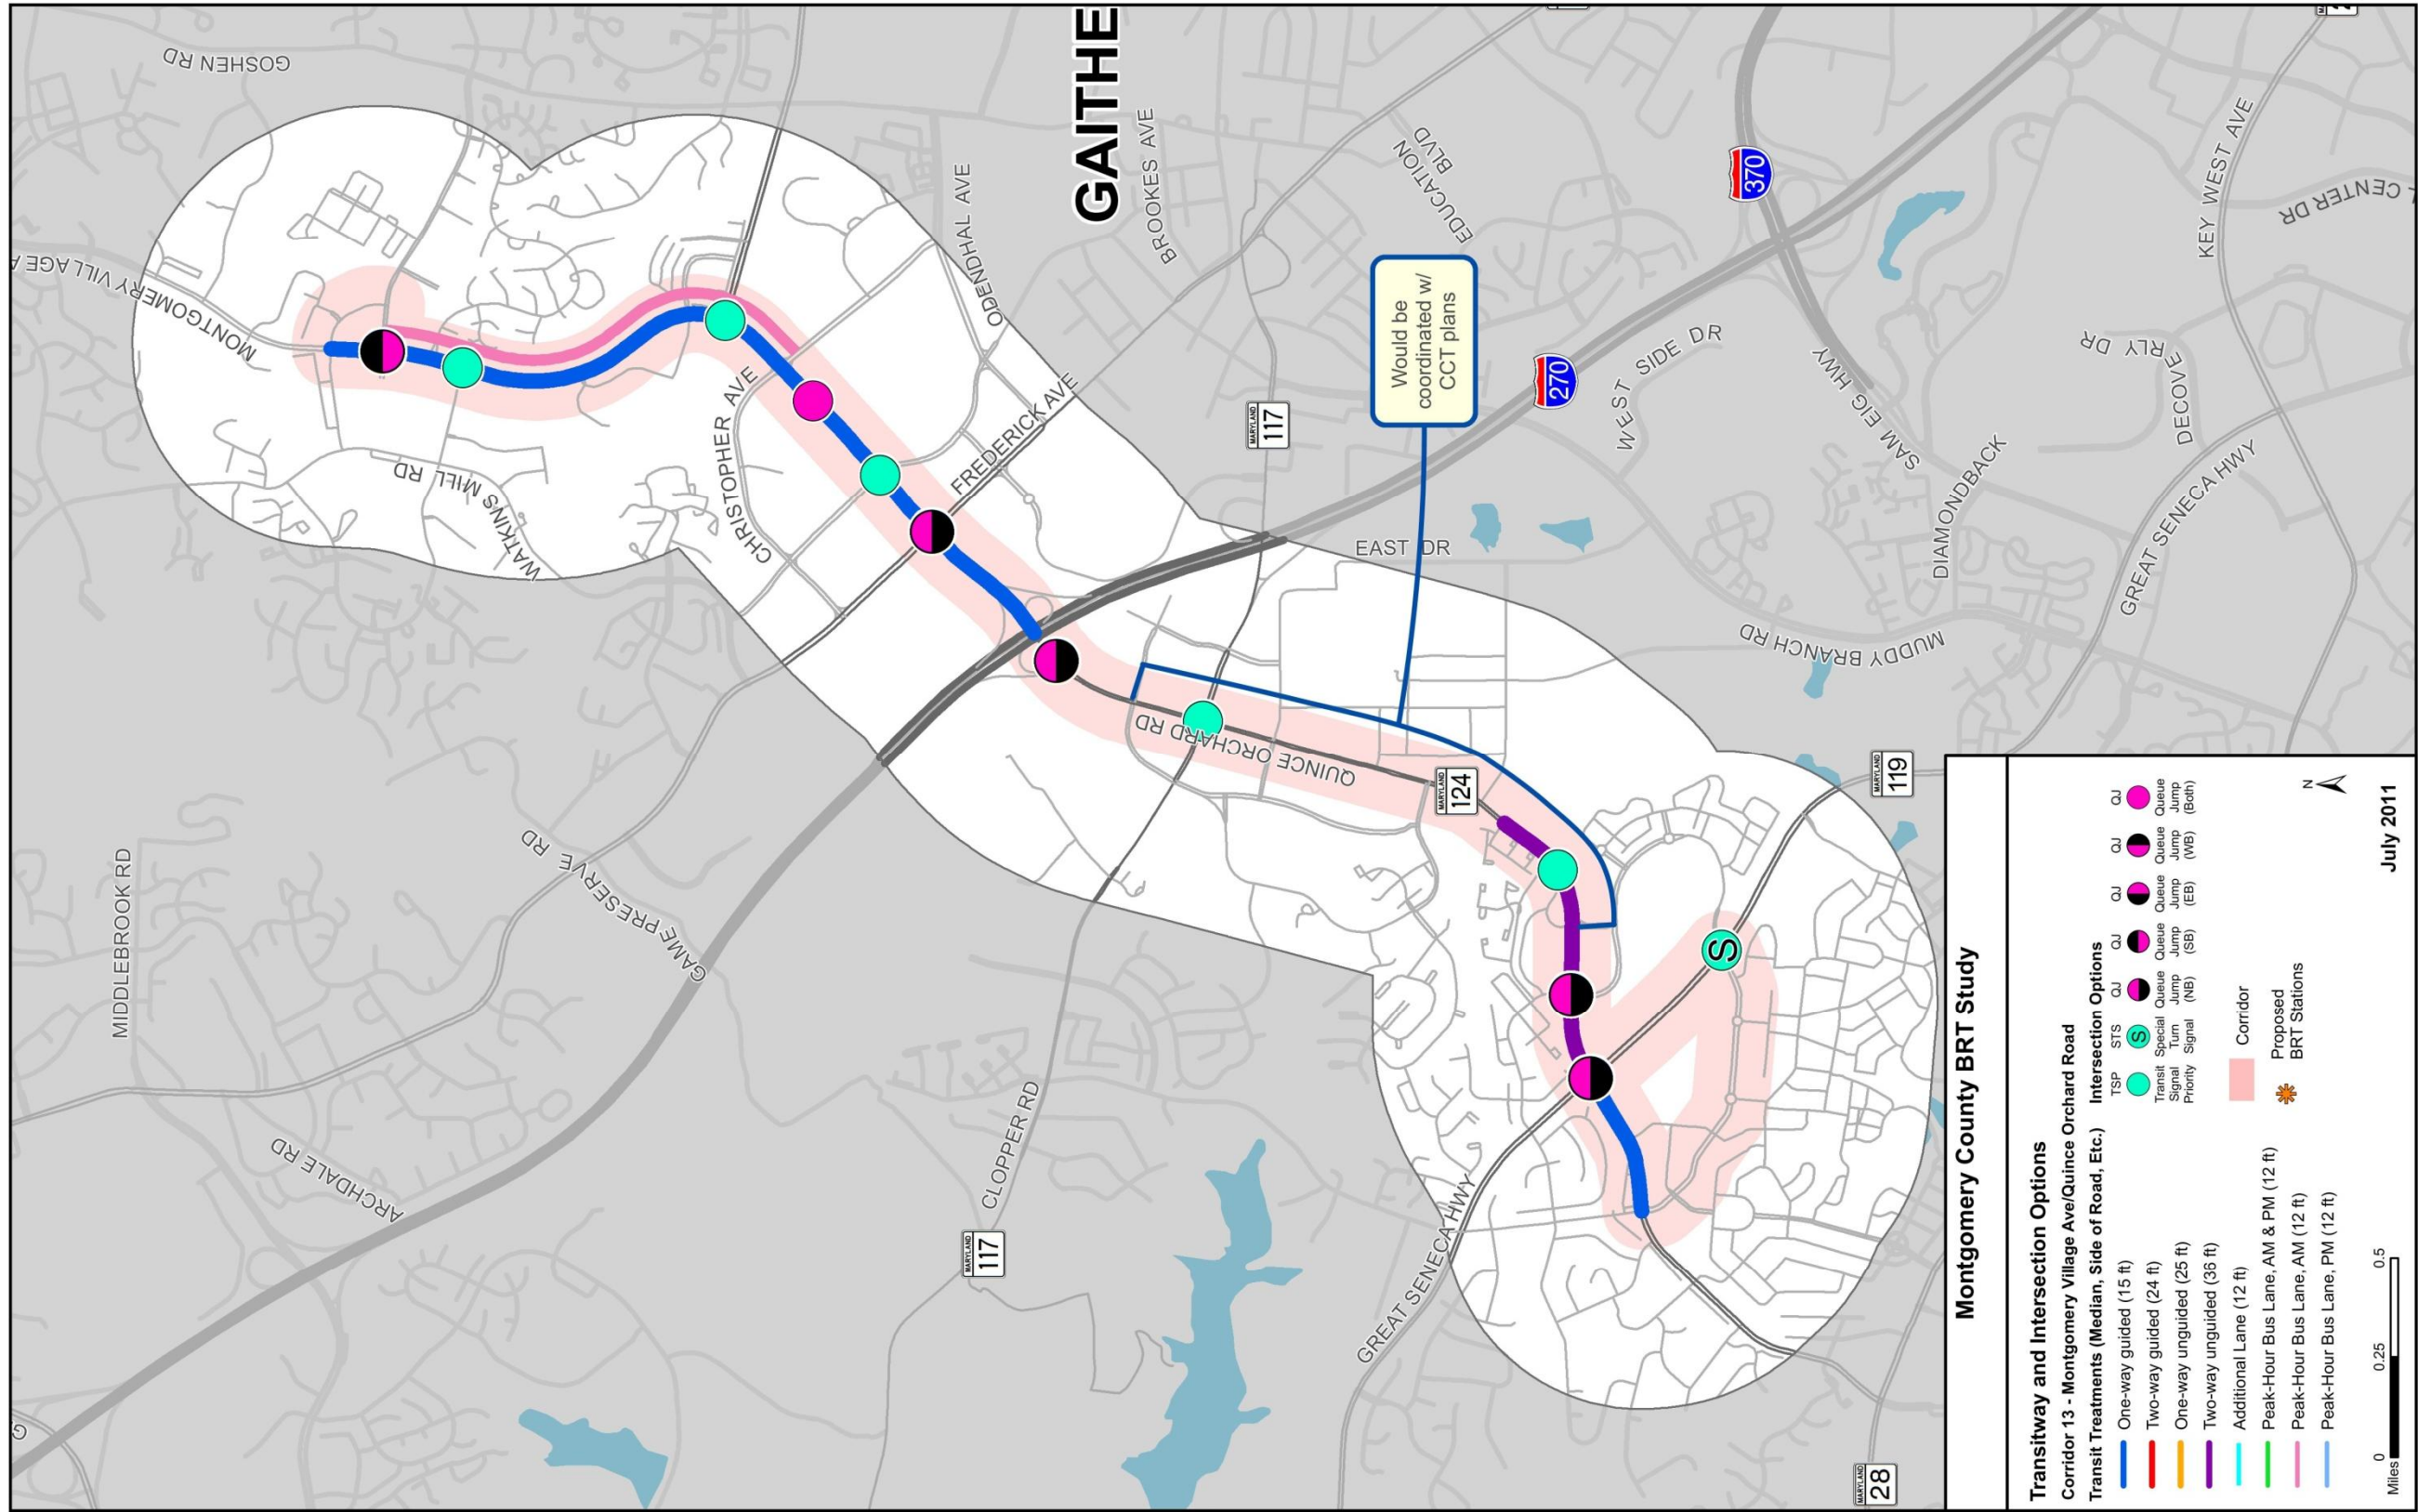 GOSHEN RD
MONTGOMERY VILLAGE A
WATKINS MILL RD
CHRISTOPHER AVE
ODENDHAL AVE
FREDERICK AVE
GAITHE
BROOKES AVE
EDUCATION
BLVD
MARYLAND
117
Would be
coordinated w/
CCT plans
370
270
WEST SIDE DR
SAM EIG HWY
KEY WEST AVE
L CENTER DR
DECOVERLY DR
DIAMONDBACK
GREAT SENECA HWY
MUDDY BRANCH RD
EAST DR
QUINCE ORCHARD RD
MARYLAND
124
MARYLAND
119
MIDDLEBROOK RD
GAME PRESERVE RD
ARCHDALE RD
CLOPPER RD
MARYLAND
117
GREAT SENECA HWY
MARYLAND
28
Montgomery County BRT Study
Transitway and Intersection Options
Corridor 13 - Montgomery Village Ave/Quince Orchard Road
Transit Treatments (Median, Side of Road, Etc.)
One-way guided (15 ft)
Two-way guided (24 ft)
One-way unguided (25 ft)
Two-way unguided (36 ft)
Additional Lane (12 ft)
Peak-Hour Bus Lane, AM & PM (12 ft)
Peak-Hour Bus Lane, AM (12 ft)
Peak-Hour Bus Lane, PM (12 ft)
Intersection Options
TSP
Transit
Signal
Priority
STS
S
Special
Turn
Signal
QJ
Queue
Jump
(NB)
QJ
Queue
Jump
(SB)
QJ
Queue
Jump
(EB)
QJ
Queue
Jump
(WB)
QJ
Queue
Jump
(Both)
Corridor
Proposed
BRT Stations
N
0 0.25 0.5
Miles
July 2011
S